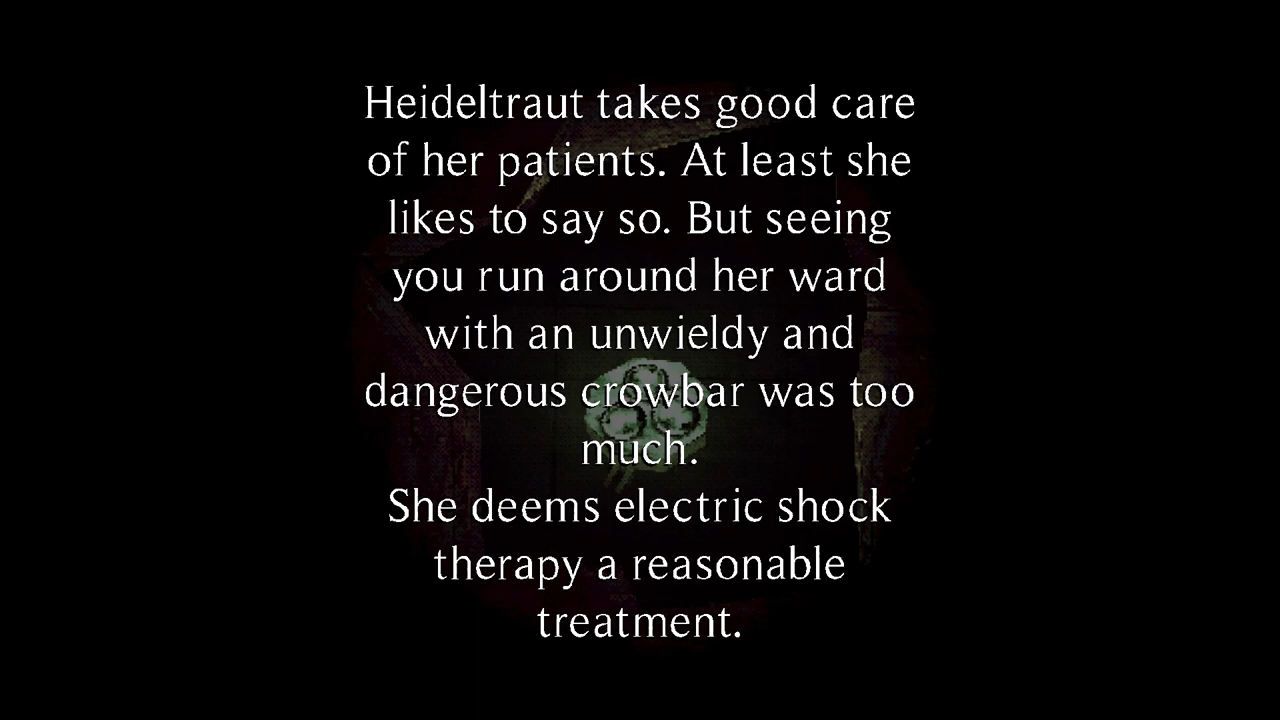 Heideltraut takes good care
of her patients. At least she
likes to say so. But seeing
you run around her ward
with an unwieldy and
dangerous crowbar was too
much.
She deems electric shock
therapy a reasonable
treatment.